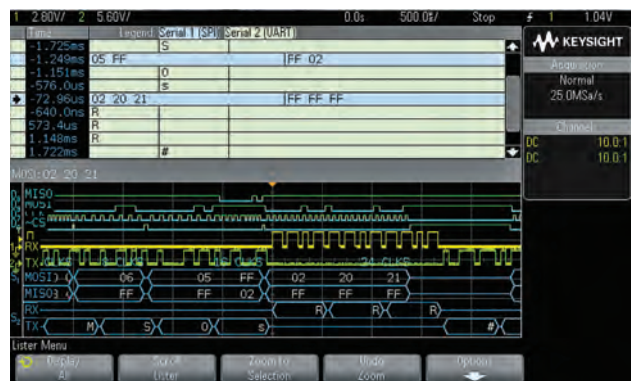 1 2.80V/ 2 5.60V/ 0.0s 500.0%/ Stop 1 1.04V
Time Legend: Serial 1 (SPI) Serial 2 (UART)
-1.725ms S
-1.249ms 05 FF FF 02
-1.151ms 0
-576.0us s
-72.96us 02 20 21 FF FF FF
-640.0ns R
573.4us R
1.148ms R
1.722ms #
KEYSIGHT
Acquisition
Normal
25.0MSa/s
Channel
DC 10.0:1
DC 10.0:1
MOSI:02 20 21
MISO
MOSI
~CS
RX
TX
24 CLKS
MOSI 06 05 FF 02 20 21
MISO FF FF 02 FF FF FF
RX R R R
S2 TX M S 0 s #
Lister Menu
Display Scroll Zoom to Undo Options
All Lister Selection Zoom